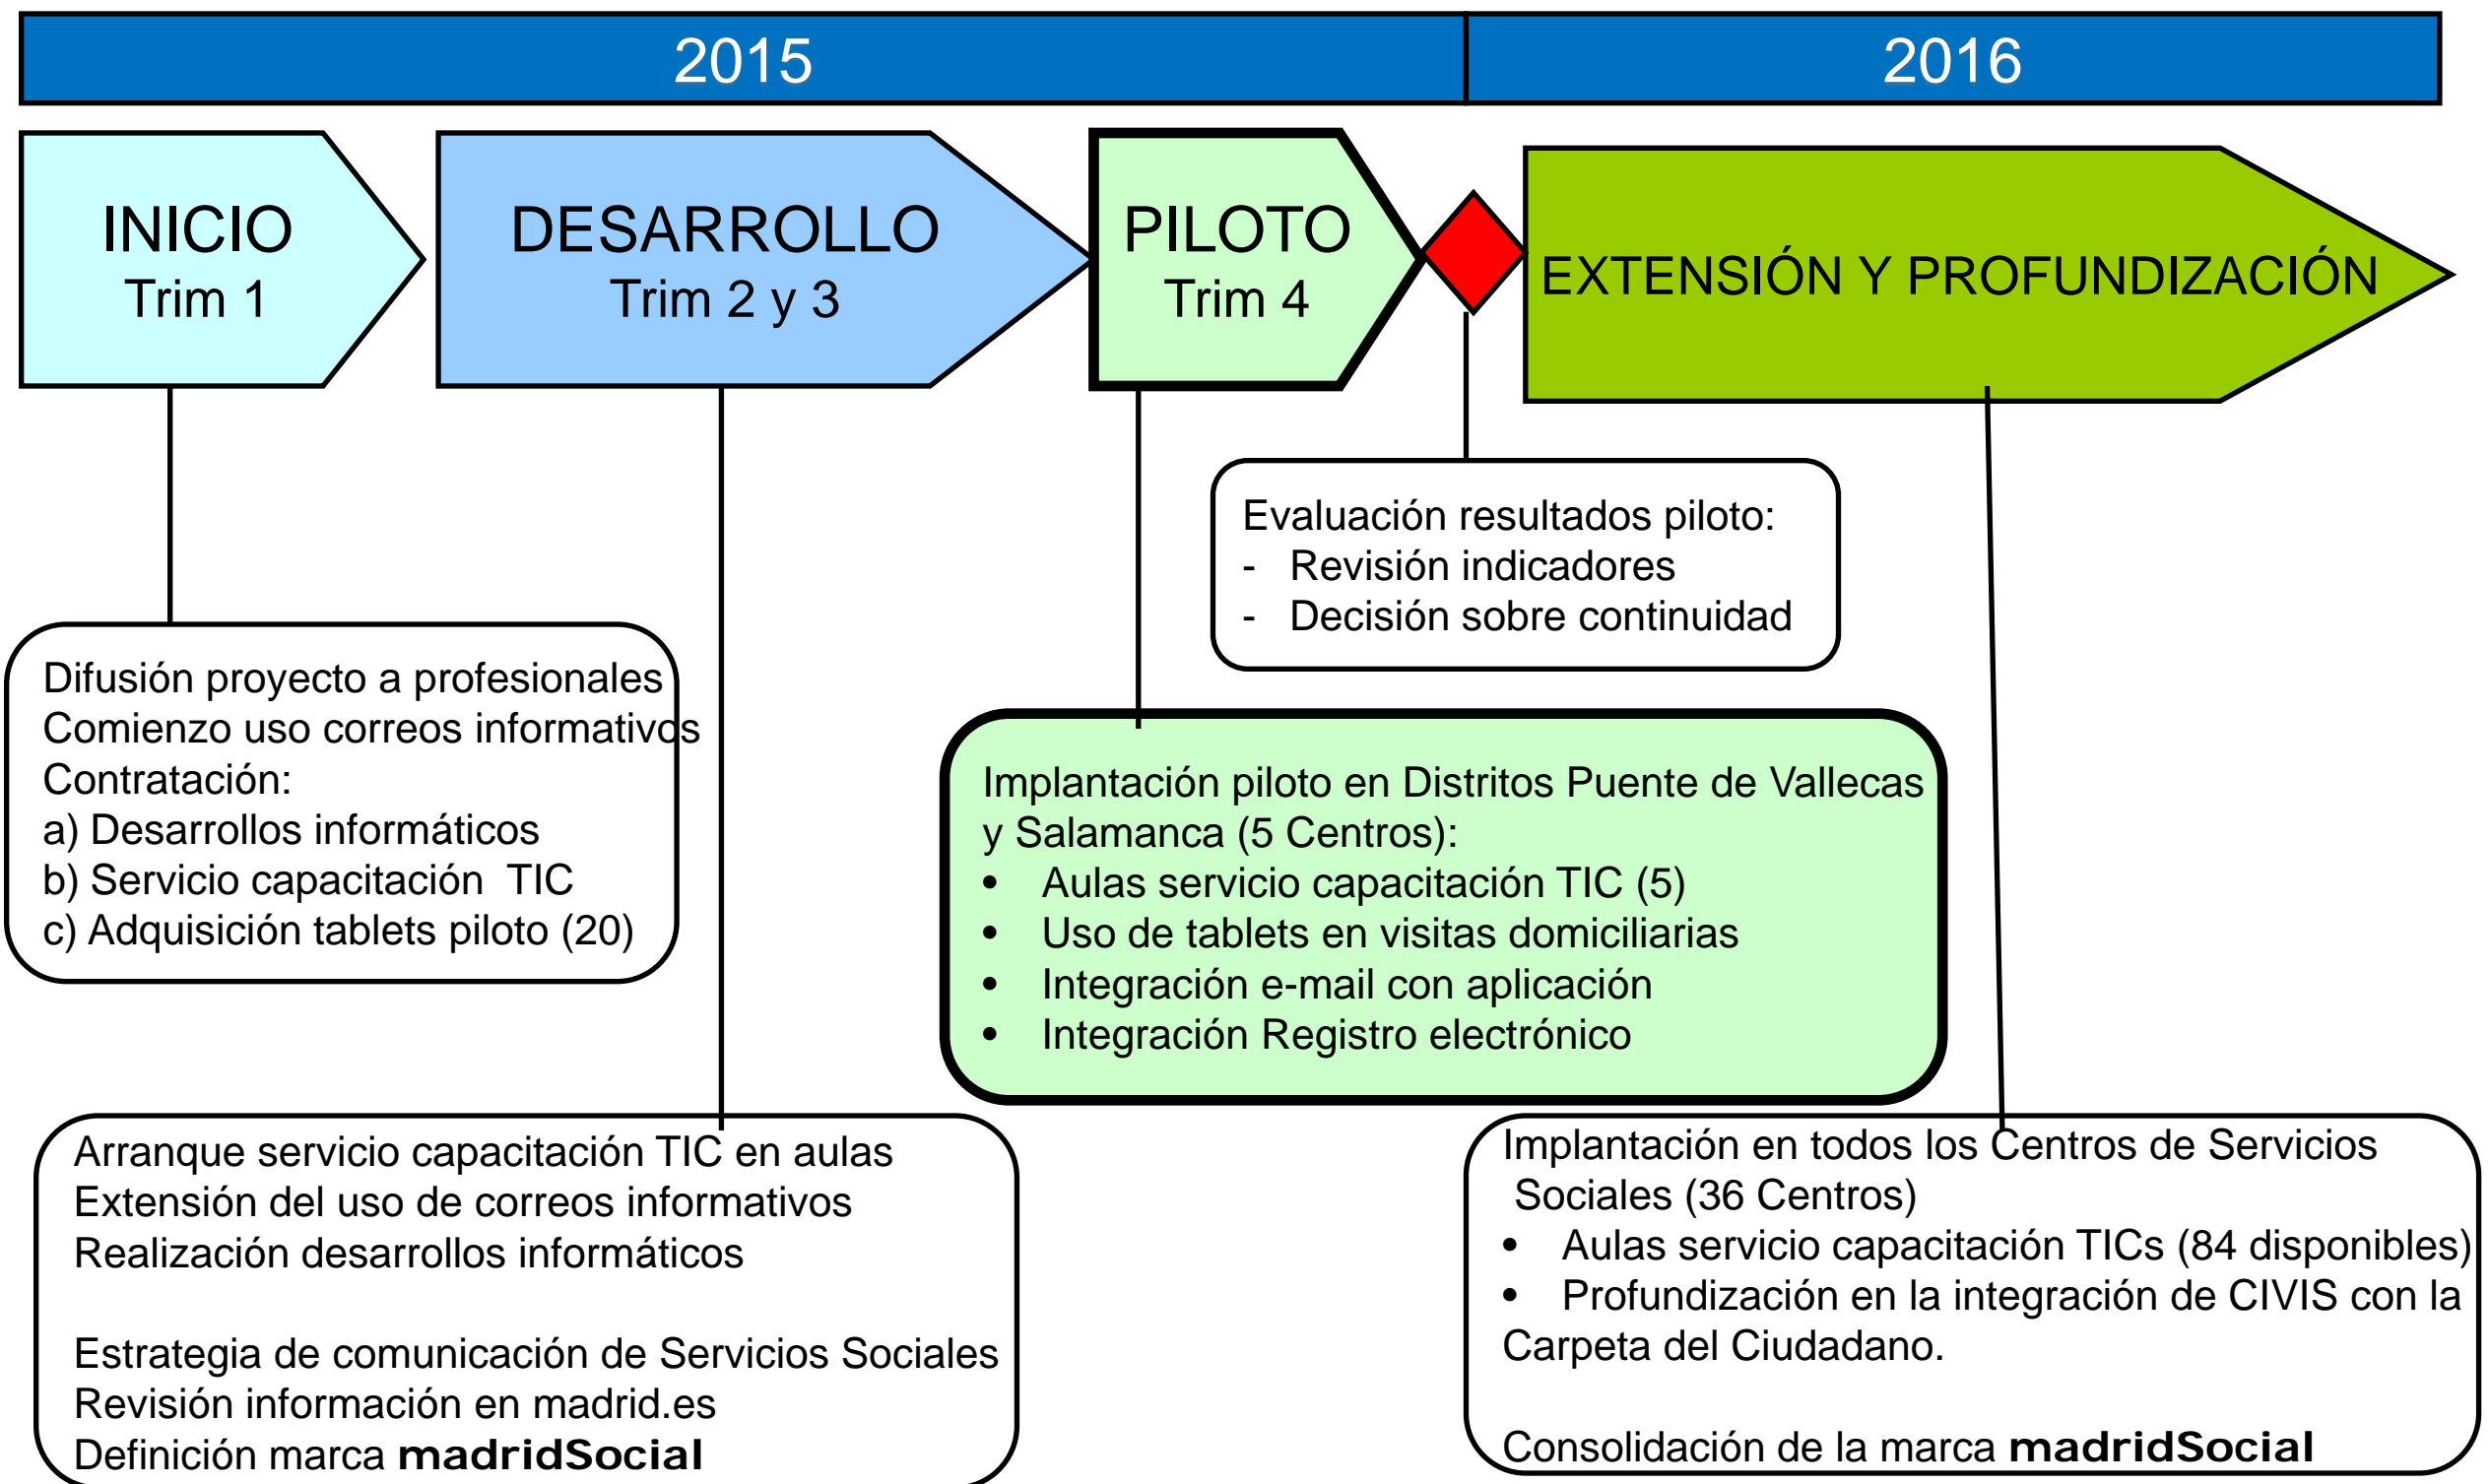 2015
2016
INICIO
Trim 1
DESARROLLO
Trim 2 y 3
PILOTO
Trim 4
EXTENSIÓN Y PROFUNDIZACIÓN
Evaluación resultados piloto:
- Revisión indicadores
- Decisión sobre continuidad
Difusión proyecto a profesionales
Comienzo uso correos informativos
Contratación:
a) Desarrollos informáticos
b) Servicio capacitación TIC
c) Adquisición tablets piloto (20)
Implantación piloto en Distritos Puente de Vallecas
y Salamanca (5 Centros):
• Aulas servicio capacitación TIC (5)
• Uso de tablets en visitas domiciliarias
• Integración e-mail con aplicación
• Integración Registro electrónico
Arranque servicio capacitación TIC en aulas
Extensión del uso de correos informativos
Realización desarrollos informáticos
Estrategia de comunicación de Servicios Sociales
Revisión información en madrid.es
Definición marca madridSocial
Implantación en todos los Centros de Servicios
Sociales (36 Centros)
• Aulas servicio capacitación TICs (84 disponibles)
• Profundización en la integración de CIVIS con la
Carpeta del Ciudadano.
Consolidación de la marca madridSocial